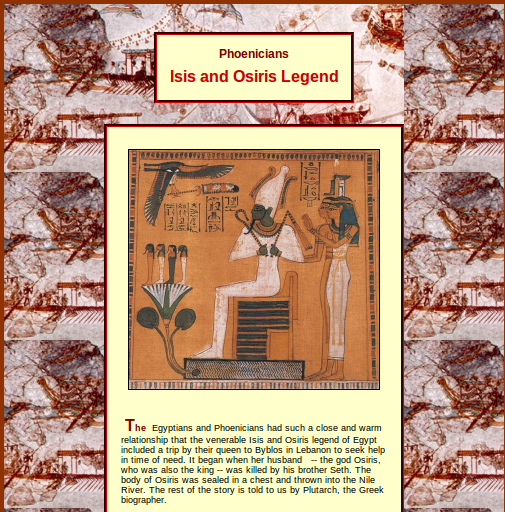 Phoenicians
Isis and Osiris Legend
The Egyptians and Phoenicians had such a close and warm
relationship that the venerable Isis and Osiris legend of Egypt
included a trip by their queen to Byblos in Lebanon to seek help
in time of need. It began when her husband -- the god Osiris,
who was also the king -- was killed by his brother Seth. The
body of Osiris was sealed in a chest and thrown into the Nile
River. The rest of the story is told to us by Plutarch, the Greek
biographer.